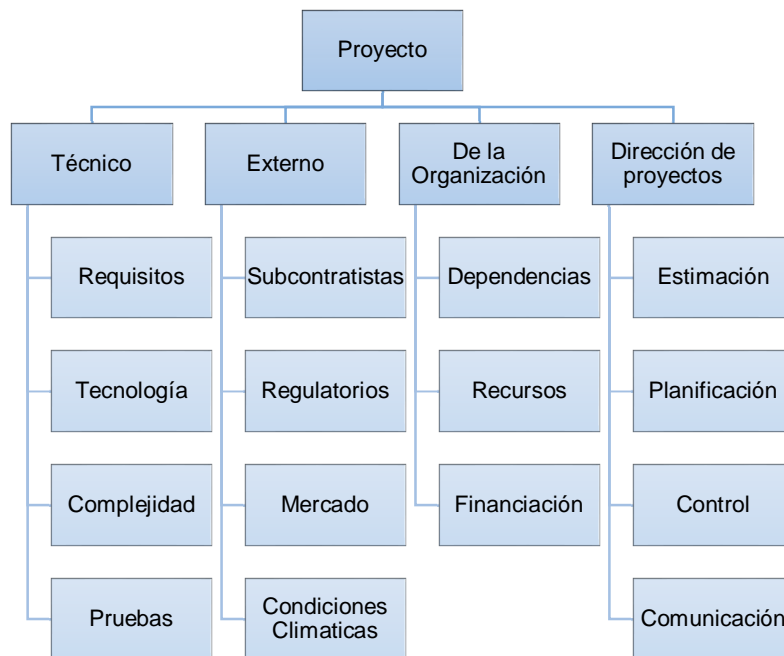 Proyecto
Técnico
Externo
De la
Organización
Dirección de
proyectos
Requisitos
Subcontratistas
Dependencias
Estimación
Tecnología
Regulatorios
Recursos
Planificación
Complejidad
Mercado
Financiación
Control
Pruebas
Condiciones
Climaticas
Comunicación